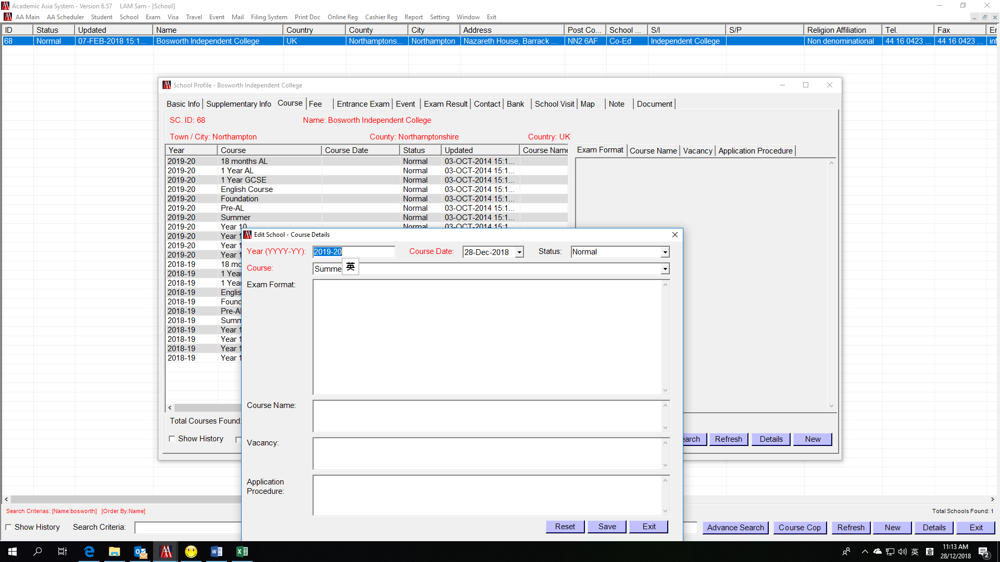 Academic Asia System - Version 6.57 LAM Sam - [School]
AA Main AA Scheduler Student School Exam Visa Travel Event Mail Filing System Print Doc Online Reg Cashier Reg Report Setting Window Exit
ID Status Updated Name Country County City Address Post Co... School ... S/I S/P Religion Affiliation Tel. Fax Er
68 Normal 07-FEB-2018 15:1... Bosworth Independent College UK Northamptons... Northampton Nazareth House, Barrack ... NN2 6AF Co-Ed Independent College Non denominational 44 16 0423 ... 44 16 0423 ... inf
School Profile - Bosworth Independent College
Basic Info Supplementary Info Course Fee Entrance Exam Event Exam Result Contact Bank School Visit Map Note Document
SC. ID: 68 Name: Bosworth Independent College
Town / City: Northampton County: Northamptonshire Country: UK
Year Course Course Date Status Updated Course Name
Exam Format Course Name Vacancy Application Procedure
2019-20 18 months AL Normal 03-OCT-2014 15:1...
2019-20 1 Year AL Normal 03-OCT-2014 15:1...
2019-20 1 Year GCSE Normal 03-OCT-2014 15:1...
2019-20 English Course Normal 03-OCT-2014 15:1...
2019-20 Foundation Normal 03-OCT-2014 15:1...
2019-20 Pre-AL Normal 03-OCT-2014 15:1...
2019-20 Summer Normal 03-OCT-2014 15:1...
2019-20 Year 10 Normal 03-OCT-2014 15:1...
2019-20 Year 1
2019-20 Year 1
2019-20 Year 1
2018-19 18 mo
2018-19 1 Year
2018-19 1 Year
2018-19 Englis
2018-19 Found
2018-19 Pre-A
2018-19 Summ
2018-19 Year 1
2018-19 Year 1
2018-19 Year 1
2018-19 Year 1
Total Courses Found:
Show History
earch Refresh Details New
Edit School - Course Details
Year (YYYY-YY): 2019-20 Course Date: 28-Dec-2018 Status: Normal
Course: Summe 英
Exam Format:
Course Name:
Vacancy:
Application
Procedure:
Reset Save Exit
Search Criterias: [Name:bosworth] [Order By:Name] Total Schools Found: 1
Show History Search Criteria: Advance Search Course Cop Refresh New Details Exit
英 倉 11:13 AM
28/12/2018 2